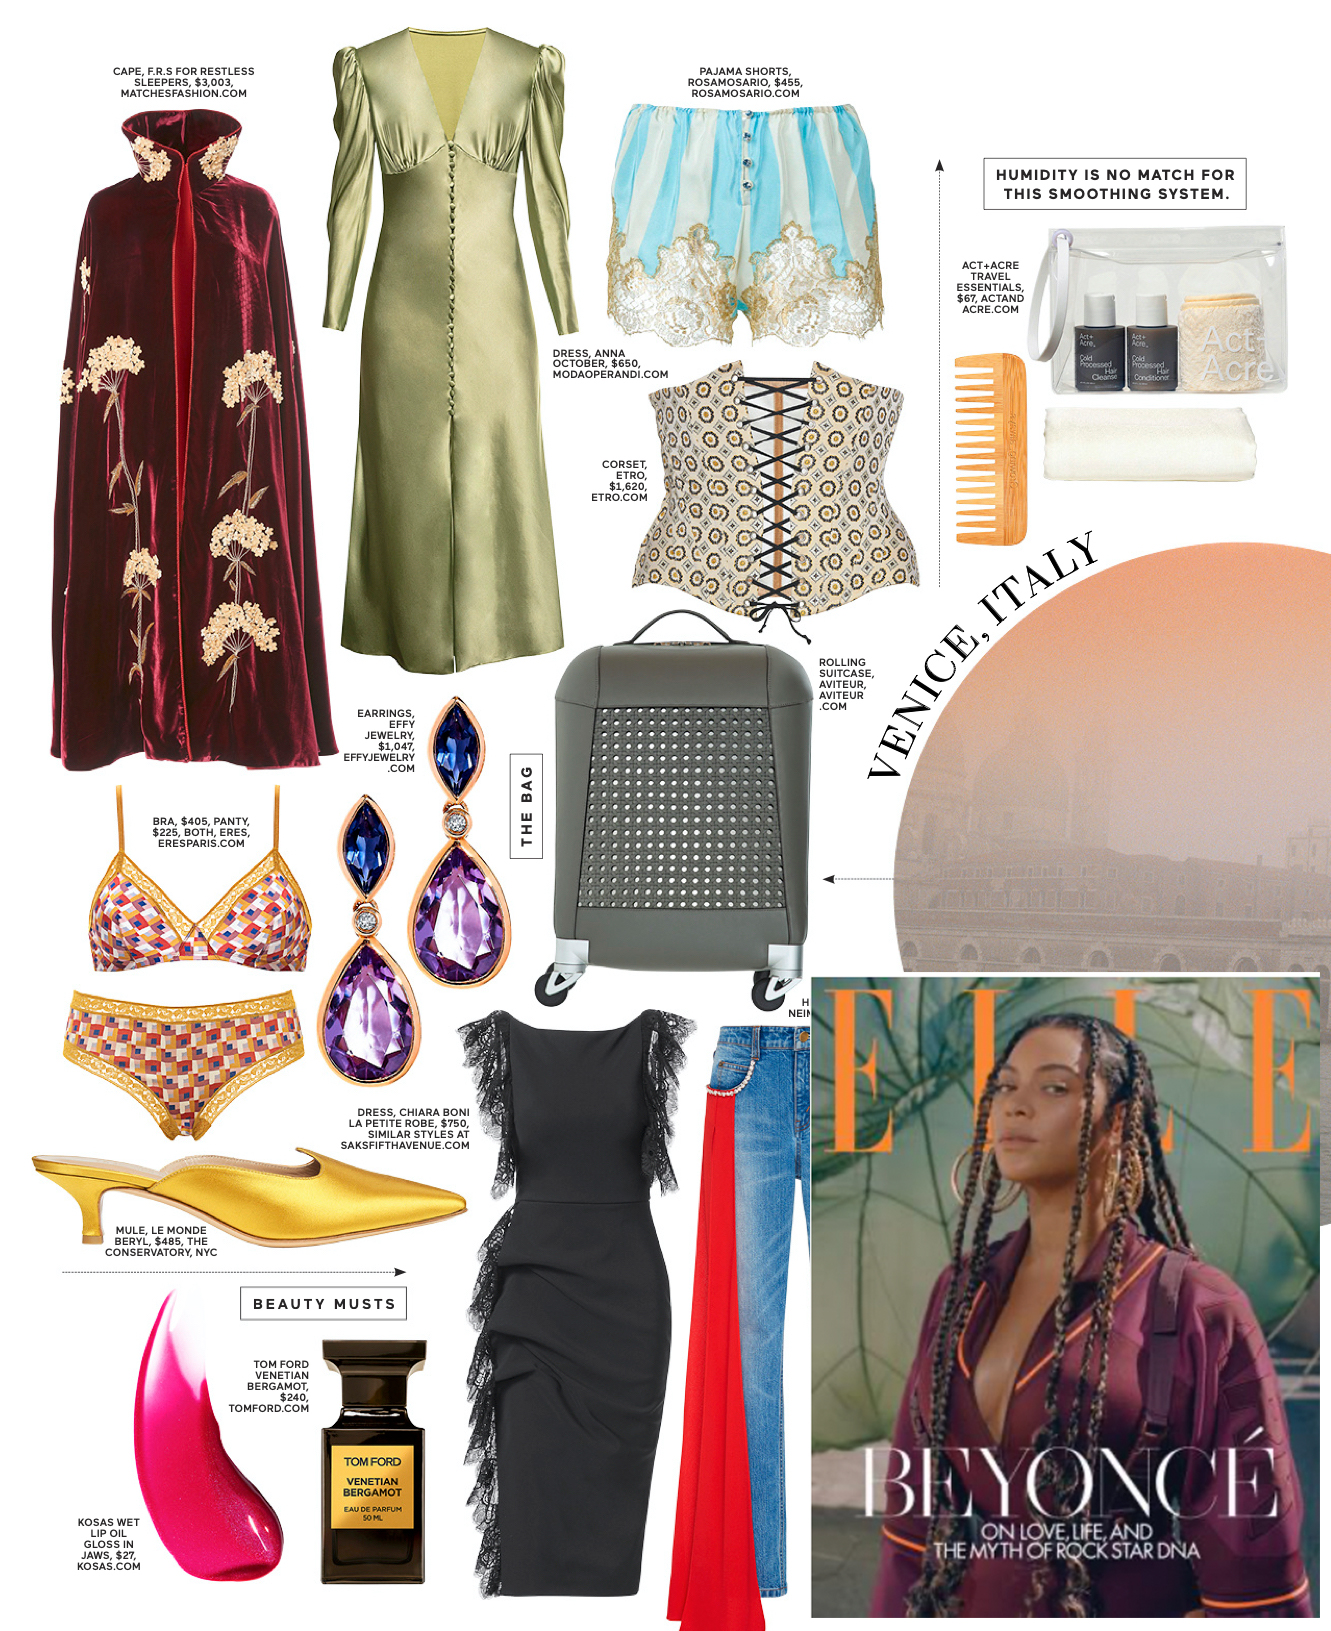 CAPE, F.R.S FOR RESTLESS
SLEEPERS, $3,003,
MATCHESFASHION.COM
PAJAMA SHORTS,
ROSAMOSARIO, $455,
ROSAMOSARIO.COM
HUMIDITY IS NO MATCH FOR
THIS SMOOTHING SYSTEM.
ACT+ACRE
TRAVEL
ESSENTIALS,
$67, ACTAND
ACRE.COM
Act+
Acre
Cold
Processed
Hair
Cleanse
Act+
Acre
Cold
Processed
Hair
Conditioner
Act+
Acre
DRESS, ANNA
OCTOBER, $650,
MODAOPERANDI.COM
CORSET,
ETRO,
$1,620,
ETRO.COM
VENICE, ITALY
ROLLING
SUITCASE,
AVITEUR,
AVITEUR
.COM
EARRINGS,
EFFY
JEWELRY,
$1,047,
EFFYJEWELRY
.COM
THE BAG
BRA, $405, PANTY,
$225, BOTH, ERES,
ERESPARIS.COM
H
NEIM
DRESS, CHIARA BONI
LA PETITE ROBE, $750,
SIMILAR STYLES AT
SAKSFIFTHAVENUE.COM
MULE, LE MONDE
BERYL, $485, THE
CONSERVATORY, NYC
BEAUTY MUSTS
TOM FORD
VENETIAN
BERGAMOT,
$240,
TOMFORD.COM
TOM FORD
VENETIAN
BERGAMOT
EAU DE PARFUM
50 ML
KOSAS WET
LIP OIL
GLOSS IN
JAWS, $27,
KOSAS.COM
ELLE
BEYONCÉ
ON LOVE, LIFE, AND
THE MYTH OF ROCK STAR DNA